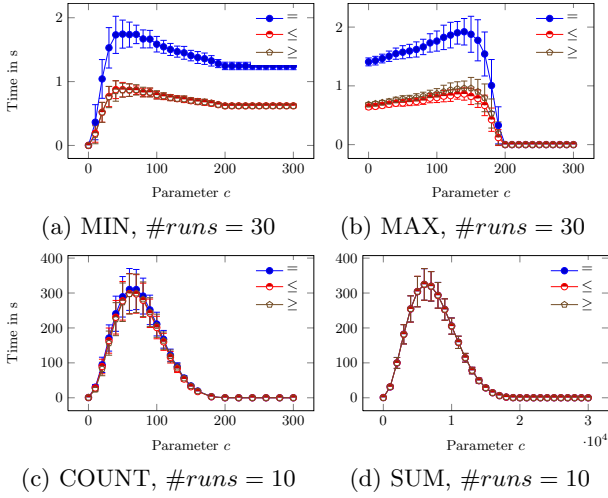 2
1
0
Time in s
=
≤
≥
0 100 200 300
Parameter c
(a) MIN, #runs = 30
2
1
0
=
≤
≥
0 100 200 300
Parameter c
(b) MAX, #runs = 30
400
300
200
100
0
Time in s
=
≤
≥
0 100 200 300
Parameter c
(c) COUNT, #runs = 10
400
300
200
100
0
=
≤
≥
0 1 2 3
·10⁴
Parameter c
(d) SUM, #runs = 10